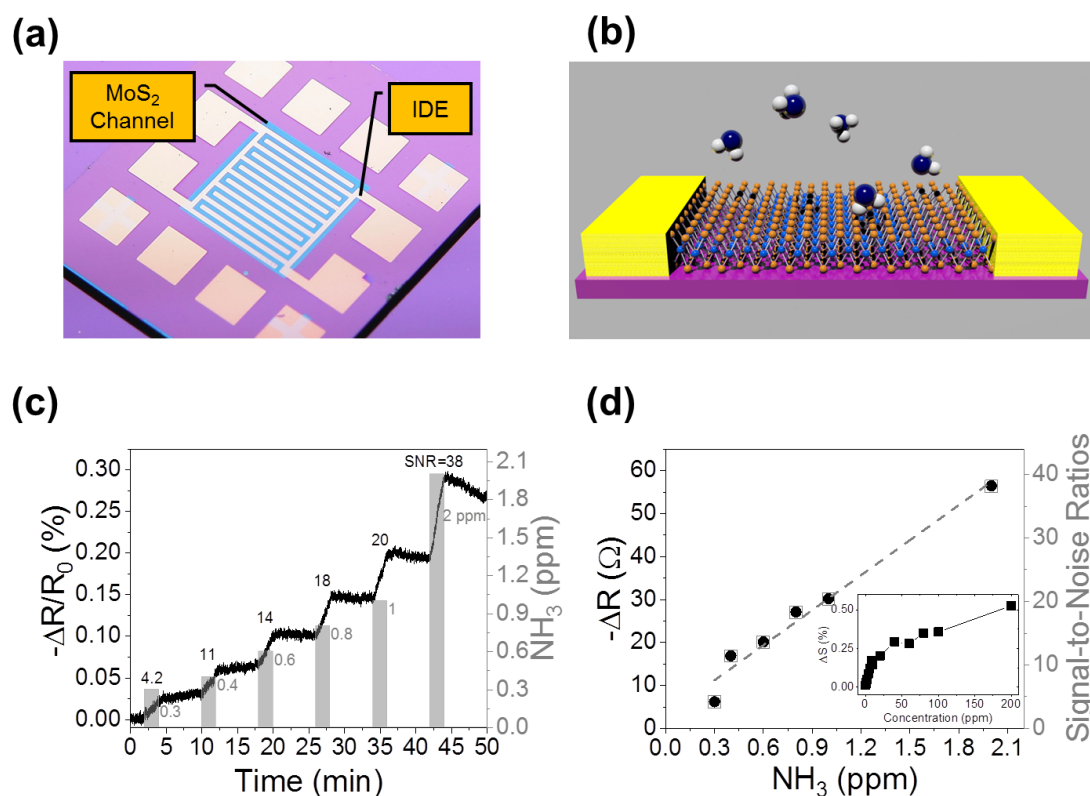 (a)
MoS₂
Channel
IDE
(b)
(c)
-ΔR/R₀ (%)
0.30
0.25
0.20
0.15
0.10
0.05
0.00
0 5 10 15 20 25 30 35 40 45 50
Time (min)
NH₃ (ppm)
2.1
1.8
1.5
1.2
0.9
0.6
0.3
0.0
4.2
11
14
18
20
SNR=38
0.3
0.4
0.6
0.8
1
2 ppm
(d)
-ΔR (Ω)
60
55
50
45
40
35
30
25
20
15
10
5
0
0.0 0.3 0.6 0.9 1.2 1.5 1.8 2.1
NH₃ (ppm)
Signal-to-Noise Ratios
40
30
20
10
0
ΔS (%)
0.50
0.25
0.00
0 50 100 150 200
Concentration (ppm)